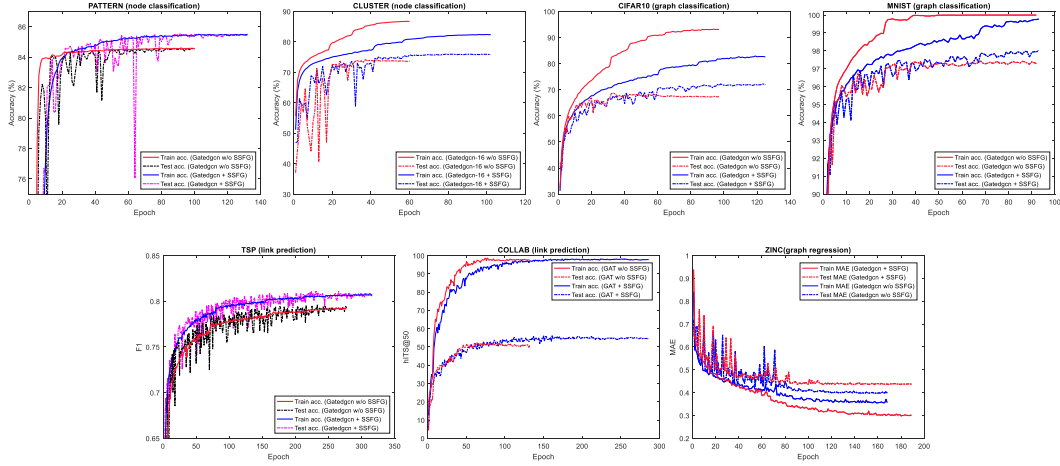 PATTERN (node classification)
Accuracy (%)
86
84
82
80
78
76
0
20
40
60
80
100
120
140
Epoch
Train acc. (Gatedgcn w/o SSFG)
Test acc. (Gatedgcn w/o SSFG)
Train acc. (Gatedgcn + SSFG)
Test acc. (Gatedgcn + SSFG)
CLUSTER (node classification)
Accuracy (%)
90
80
70
60
50
40
30
0
20
40
60
80
100
120
Epoch
Train acc. (Gatedgcn-16 w/o SSFG)
Test acc. (Gatedgcn-16 w/o SSFG)
Train acc. (Gatedgcn-16 + SSFG)
Test acc. (Gatedgcn-16 + SSFG)
CIFAR10 (graph classification)
Accuracy (%)
100
90
80
70
60
50
40
30
0
20
40
60
80
100
120
140
Epoch
Train acc. (Gatedgcn w/o SSFG)
Test acc. (Gatedgcn w/o SSFG)
Train acc. (Gatedgcn + SSFG)
Test acc. (Gatedgcn + SSFG)
MNIST (graph classification)
Accuracy (%)
100
99
98
97
96
95
94
93
92
91
90
0
10
20
30
40
50
60
70
80
90
100
Epoch
Train acc. (Gatedgcn w/o SSFG)
Test acc. (Gatedgcn w/o SSFG)
Train acc. (Gatedgcn + SSFG)
Test acc. (Gatedgcn + SSFG)
TSP (link prediction)
F1
0.85
0.8
0.75
0.7
0.65
0
50
100
150
200
250
300
350
Epoch
Train acc. (Gatedgcn w/o SSFG)
Test acc. (Gatedgcn w/o SSFG)
Train acc. (Gatedgcn + SSFG)
Test acc. (Gatedgcn + SSFG)
COLLAB (link prediction)
hITS@50
100
90
80
70
60
50
40
30
20
10
0
0
50
100
150
200
250
300
Epoch
Train acc. (GAT w/o SSFG)
Test acc. (GAT w/o SSFG)
Train acc. (GAT + SSFG)
Test acc. (GAT + SSFG)
ZINC(graph regression)
MAE
1
0.9
0.8
0.7
0.6
0.5
0.4
0.3
0.2
0
20
40
60
80
100
120
140
160
180
200
Epoch
Train MAE (Gatedgcn + SSFG)
Test MAE (Gatedgcn + SSFG)
Train MAE (Gatedgcn w/o SSFG)
Test MAE (Gatedgcn w/o SSFG)